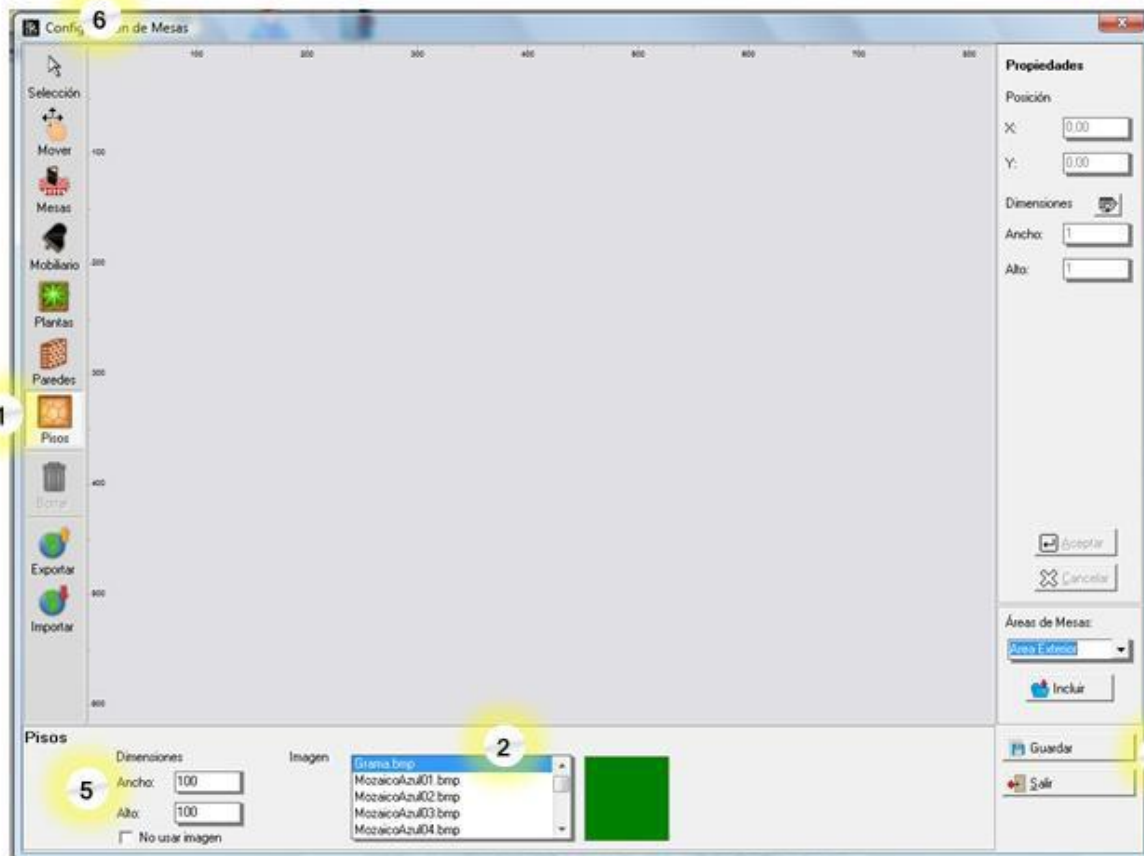 6
Config n de Mesas
100 200 300 400 500 600 700 800
Selección
Mover
100
Mesas
200
Mobiliario
Plantas
300
Paredes
1
Pisos
400
Borrar
Exportar
500
Importar
600
Propiedades
Posición
X: 0.00
Y: 0.00
Dimensiones
Ancho: 1
Alto: 1
Aceptar
Cancelar
Áreas de Mesas:
Area Exterior
Incluir
Guardar
Salir
Pisos
5
Dimensiones
Ancho: 100
Alto: 100
No usar imagen
Imagen
2
Grama.bmp
MozaicoAzul01.bmp
MozaicoAzul02.bmp
MozaicoAzul03.bmp
MozaicoAzul04.bmp